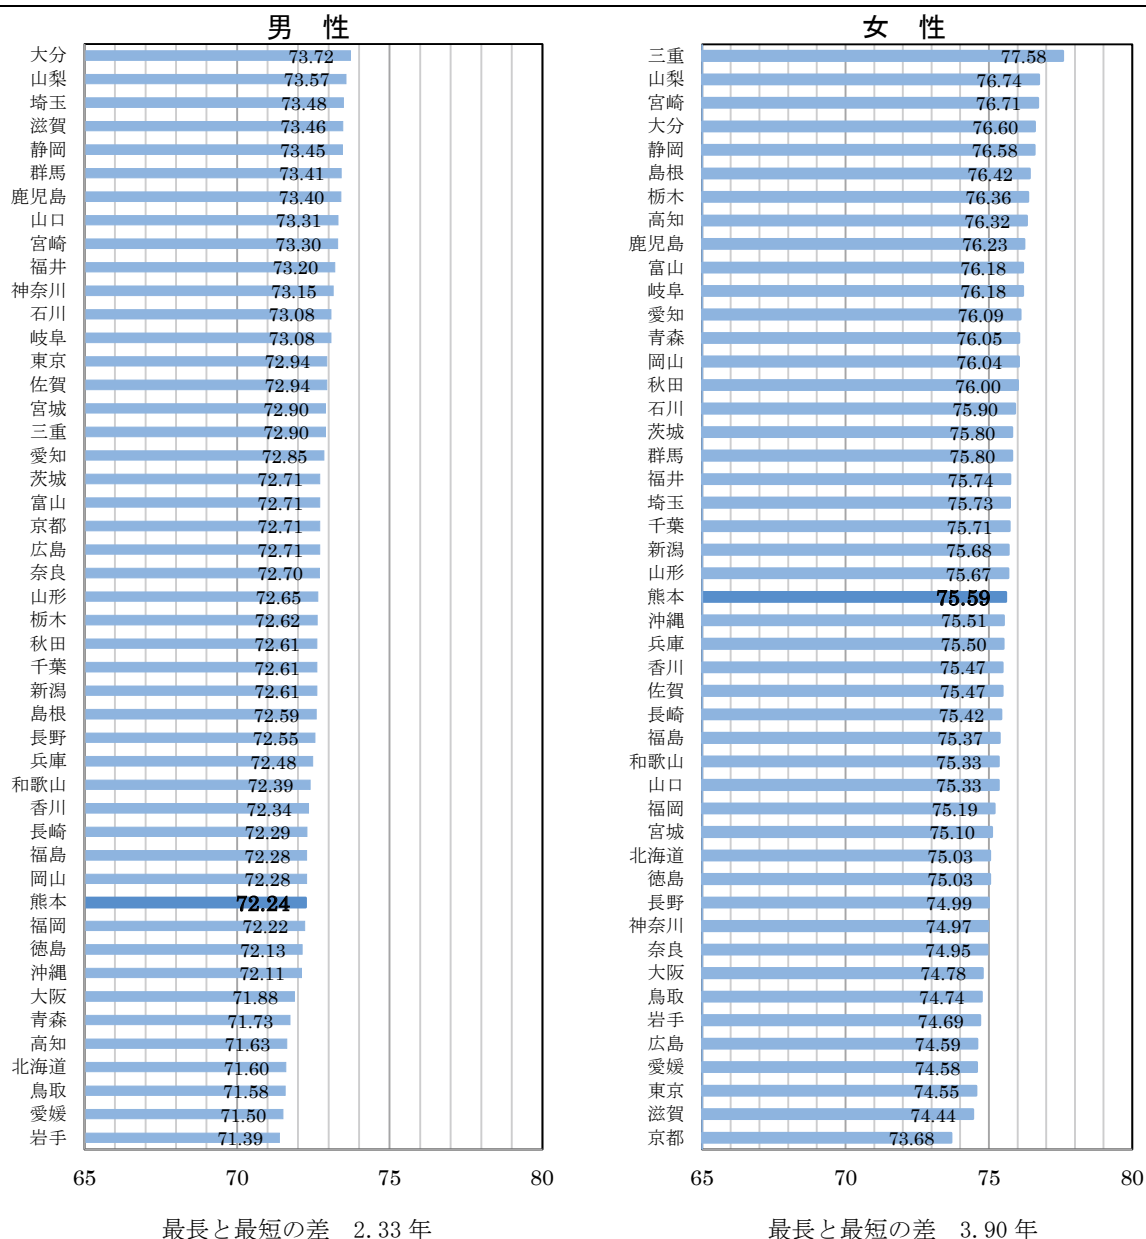 男 性
大分 73.72
山梨 73.57
埼玉 73.48
滋賀 73.46
静岡 73.45
群馬 73.41
鹿児島 73.40
山口 73.31
宮崎 73.30
福井 73.20
神奈川 73.15
石川 73.08
岐阜 73.08
東京 72.94
佐賀 72.94
宮城 72.90
三重 72.90
愛知 72.85
茨城 72.71
富山 72.71
京都 72.71
広島 72.71
奈良 72.70
山形 72.65
栃木 72.62
秋田 72.61
千葉 72.61
新潟 72.61
島根 72.59
長野 72.55
兵庫 72.48
和歌山 72.39
香川 72.34
長崎 72.29
福島 72.28
岡山 72.28
熊本 72.24
福岡 72.22
徳島 72.13
沖縄 72.11
大阪 71.88
青森 71.73
高知 71.63
北海道 71.60
鳥取 71.58
愛媛 71.50
岩手 71.39
65 70 75 80
最長と最短の差 2.33 年
女 性
三重 77.58
山梨 76.74
宮崎 76.71
大分 76.60
静岡 76.58
島根 76.42
栃木 76.36
高知 76.32
鹿児島 76.23
富山 76.18
岐阜 76.18
愛知 76.09
青森 76.05
岡山 76.04
秋田 76.00
石川 75.90
茨城 75.80
群馬 75.80
福井 75.74
埼玉 75.73
千葉 75.71
新潟 75.68
山形 75.67
熊本 75.59
沖縄 75.51
兵庫 75.50
香川 75.47
佐賀 75.47
長崎 75.42
福島 75.37
和歌山 75.33
山口 75.33
福岡 75.19
宮城 75.10
北海道 75.03
徳島 75.03
長野 74.99
神奈川 74.97
奈良 74.95
大阪 74.78
鳥取 74.74
岩手 74.69
広島 74.59
愛媛 74.58
東京 74.55
滋賀 74.44
京都 73.68
65 70 75 80
最長と最短の差 3.90 年